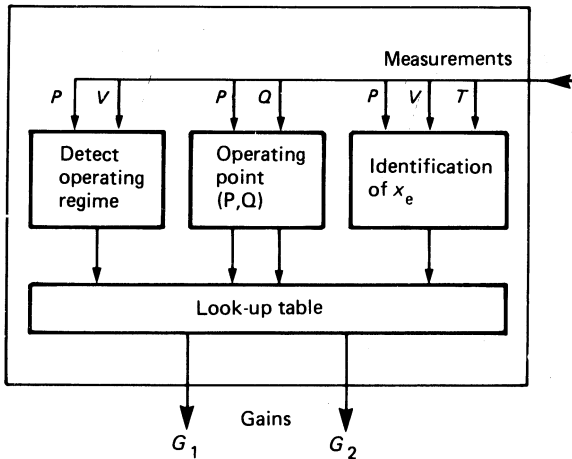 Measurements
P V P Q P V T
Detect
operating
regime
Operating
point
(P,Q)
Identification
of xe
Look-up table
Gains
G1 G2